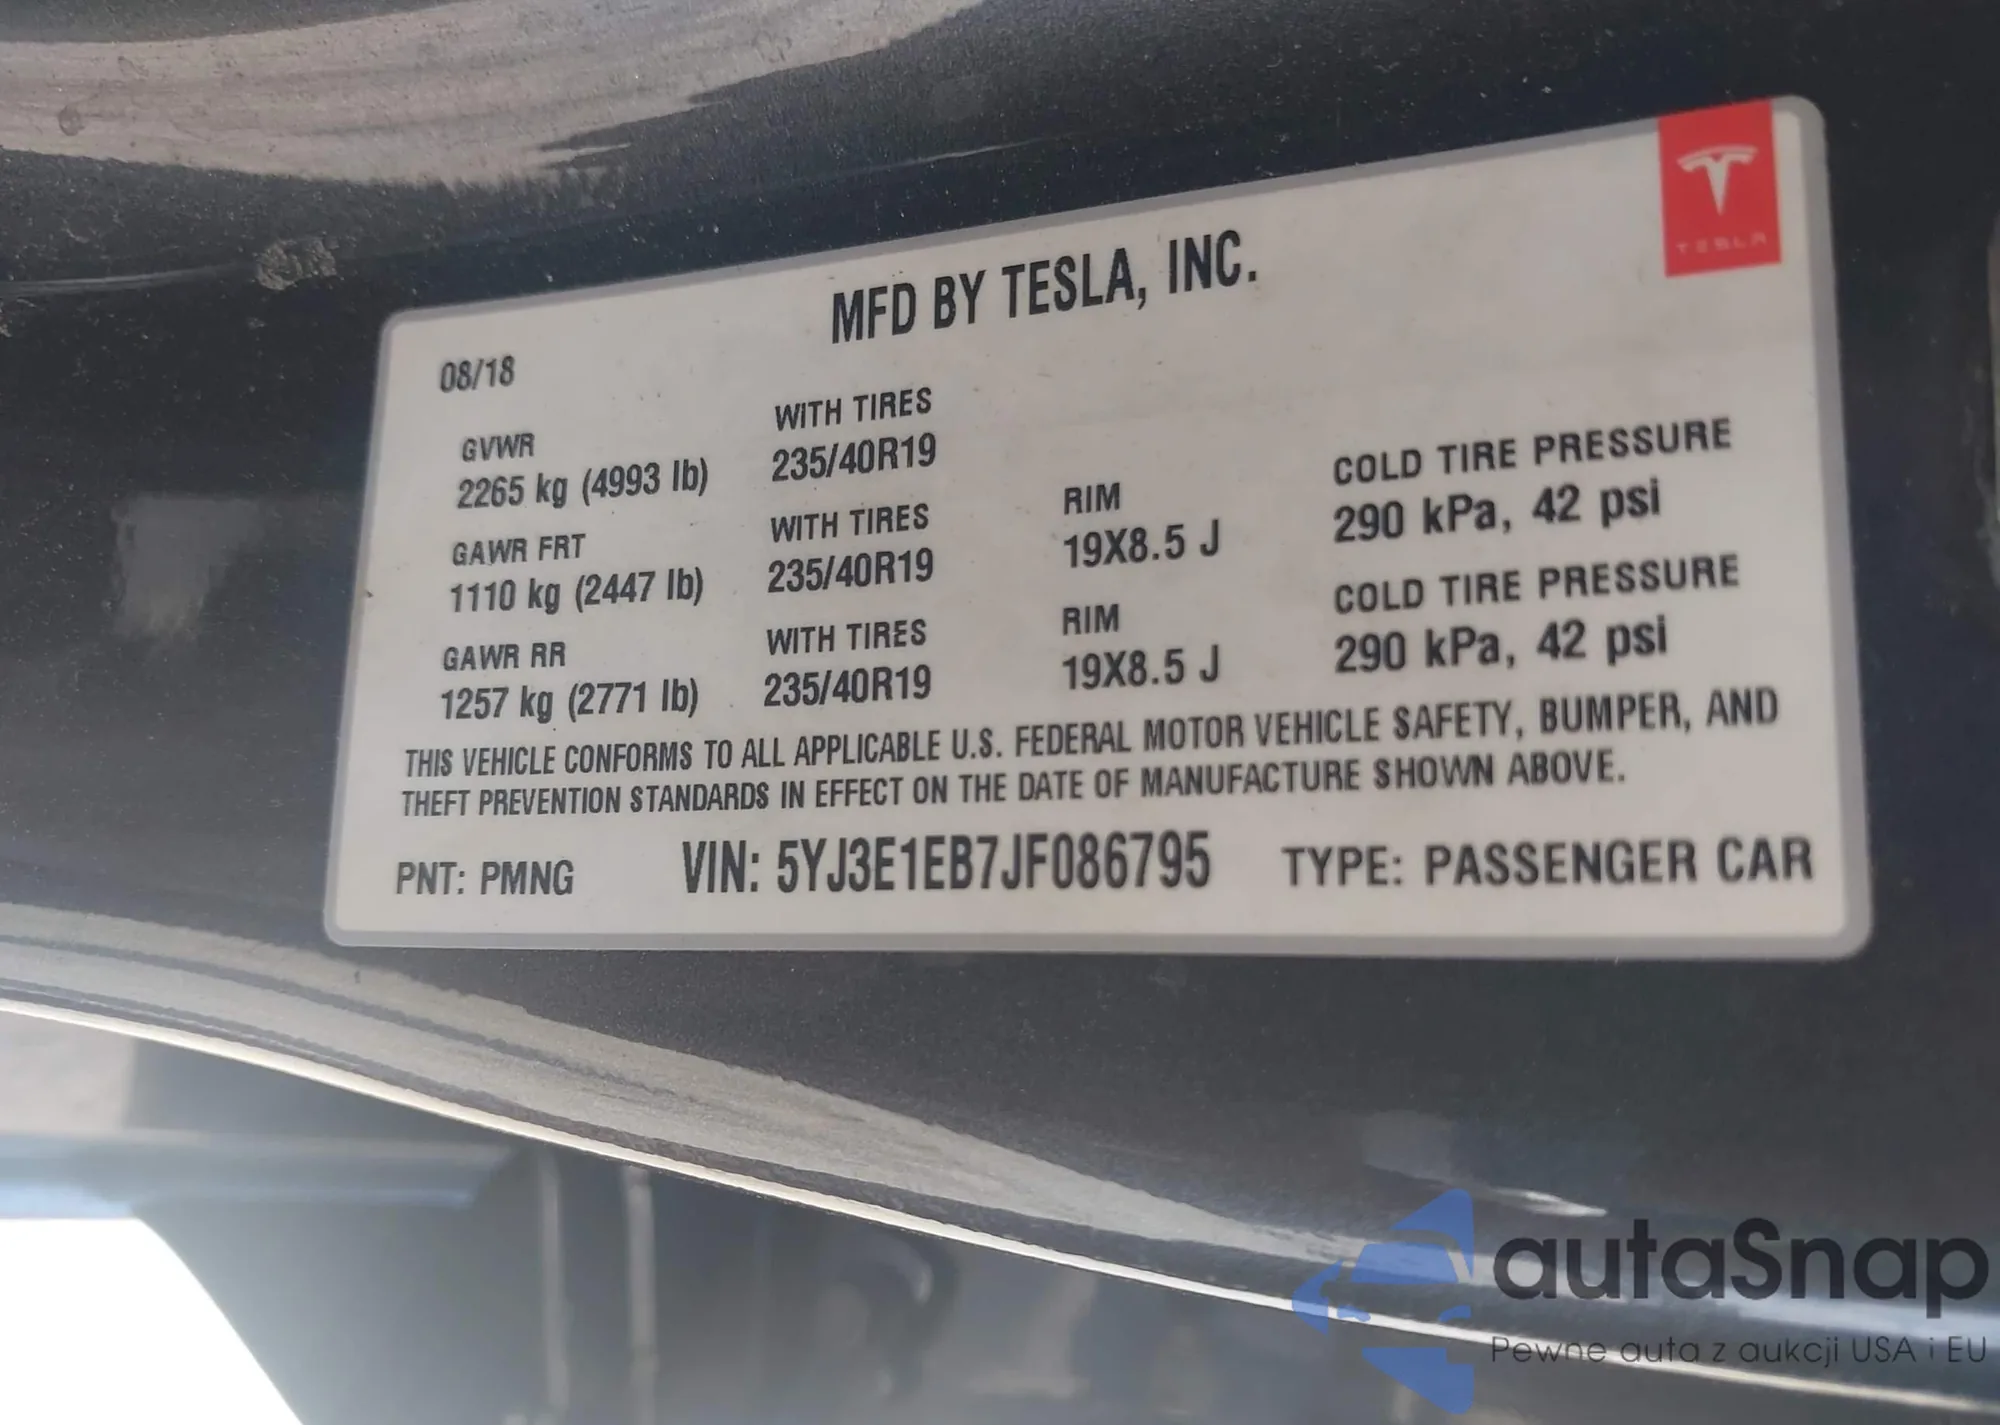 TESLA
MFD BY TESLA, INC.
08/18
GVWR
2265 kg (4993 lb)
WITH TIRES
235/40R19
GAWR FRT
1110 kg (2447 lb)
WITH TIRES
235/40R19
RIM
19X8.5 J
COLD TIRE PRESSURE
290 kPa, 42 psi
GAWR RR
1257 kg (2771 lb)
WITH TIRES
235/40R19
RIM
19X8.5 J
COLD TIRE PRESSURE
290 kPa, 42 psi
THIS VEHICLE CONFORMS TO ALL APPLICABLE U.S. FEDERAL MOTOR VEHICLE SAFETY, BUMPER, AND
THEFT PREVENTION STANDARDS IN EFFECT ON THE DATE OF MANUFACTURE SHOWN ABOVE.
PNT: PMNG VIN: 5YJ3E1EB7JF086795 TYPE: PASSENGER CAR
autaSnap
Pewne auta z aukcji USA i EU